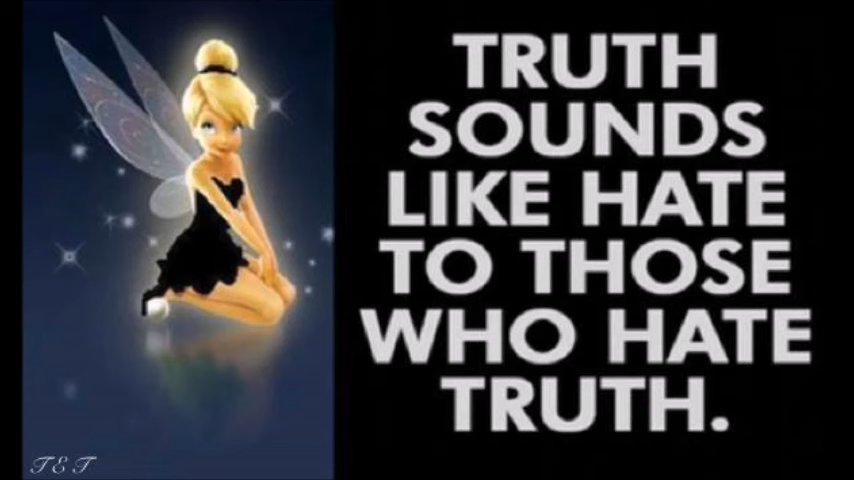 TRUTH
SOUNDS
LIKE HATE
TO THOSE
WHO HATE
TRUTH.
T&T